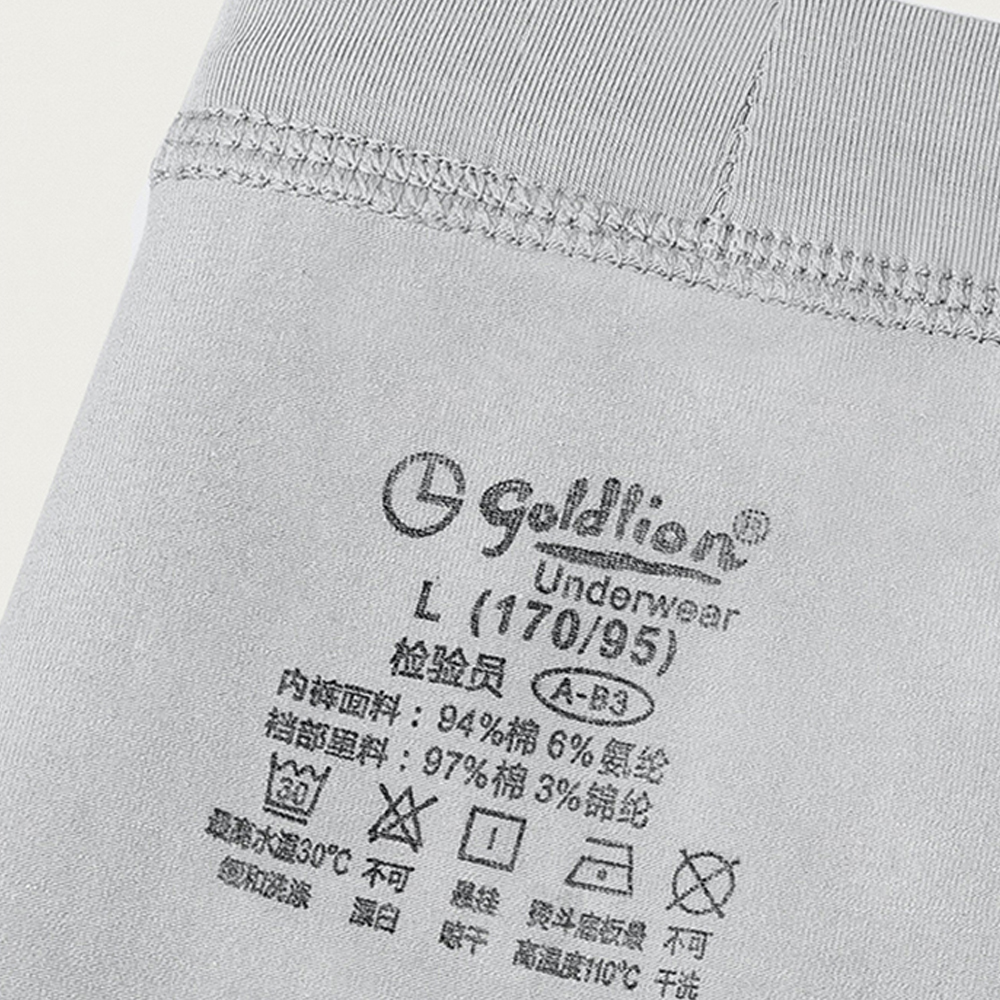 Goldlion®
Underwear
L (170/95)
检验员 A-B3
内裤面料：94%棉 6%氨纶
裆部里料：97%棉 3%锦纶
30
最高水温30℃ 不可 悬挂 熨斗底板最 不可
缓和洗涤 漂白 晾干 高温度110℃ 干洗